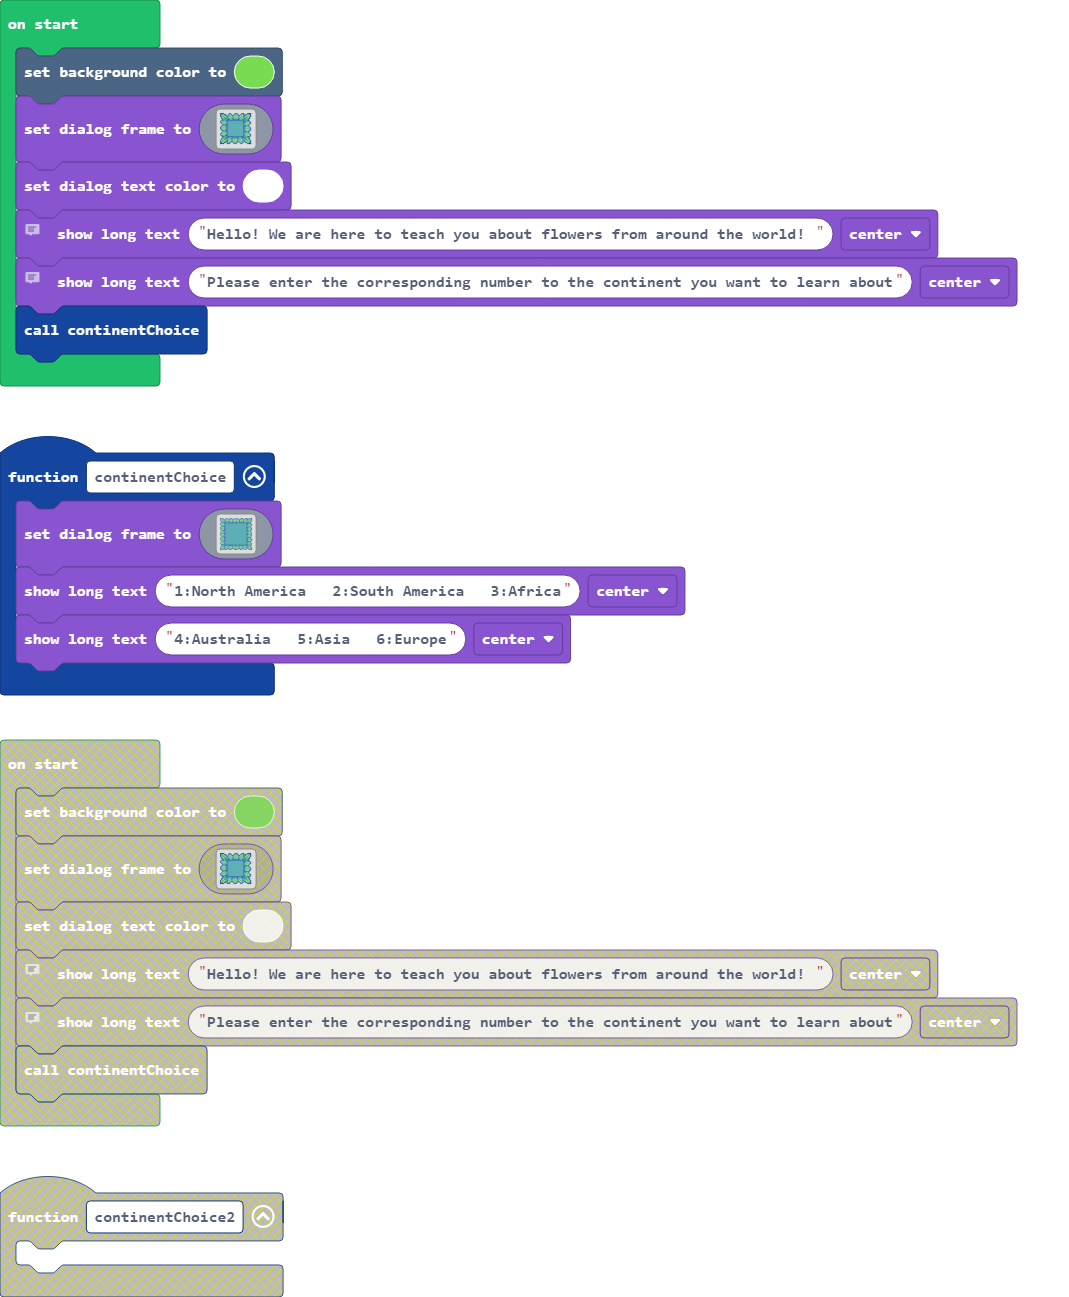 on start
set background color to
set dialog frame to
set dialog text color to
show long text "Hello! We are here to teach you about flowers from around the world! " center
show long text "Please enter the corresponding number to the continent you want to learn about" center
call continentChoice
function continentChoice
set dialog frame to
show long text "1:North America   2:South America   3:Africa" center
show long text "4:Australia   5:Asia   6:Europe" center
on start
set background color to
set dialog frame to
set dialog text color to
show long text "Hello! We are here to teach you about flowers from around the world! " center
show long text "Please enter the corresponding number to the continent you want to learn about" center
call continentChoice
function continentChoice2